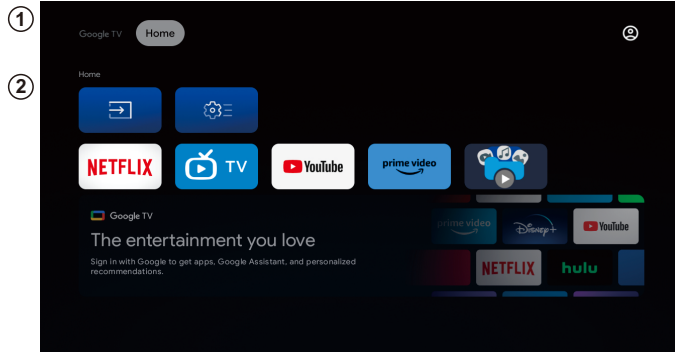 1
Google TV Home
2
Home
NETFLIX TV YouTube prime video
Google TV
The entertainment you love
Sign in with Google to get apps, Google Assistant, and personalized
recommendations.
prime video Disney+ YouTube
NETFLIX hulu